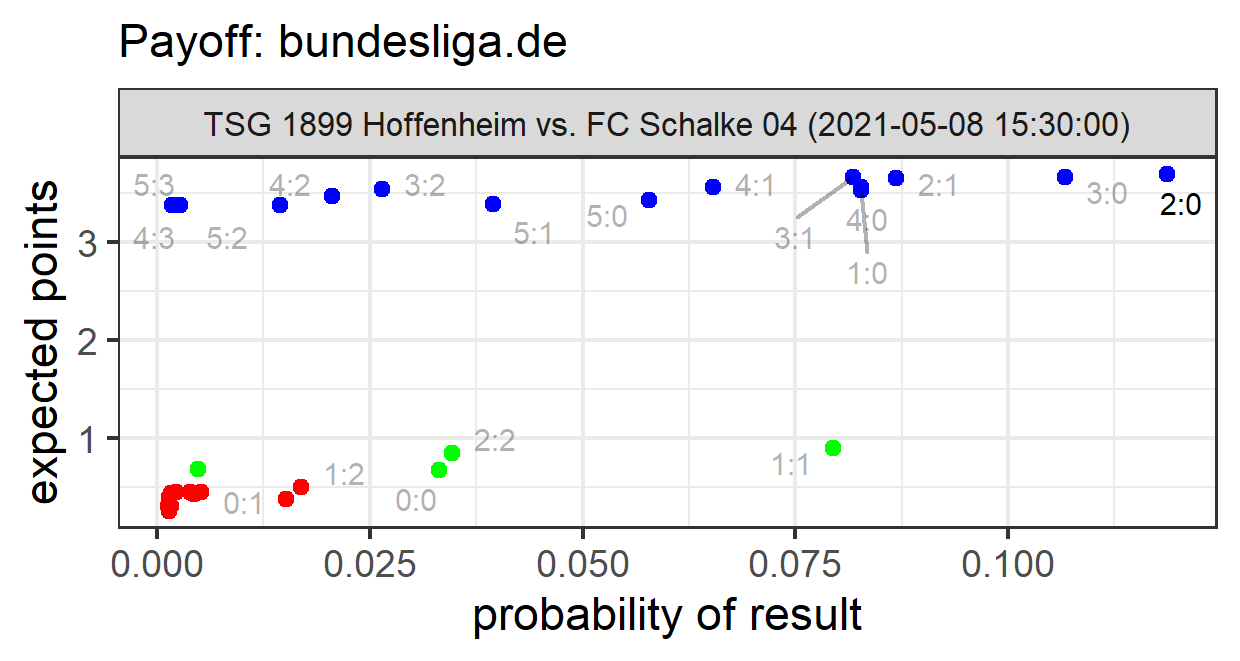 Payoff: bundesliga.de
TSG 1899 Hoffenheim vs. FC Schalke 04 (2021-05-08 15:30:00)
5:3 4:2 3:2 4:1 2:1 3:0 2:0
4:3 5:2 5:1 5:0 3:1 4:0
1:0
3
2
1
2:2
1:1
1:2
0:1 0:0
expected points
0.000 0.025 0.050 0.075 0.100
probability of result